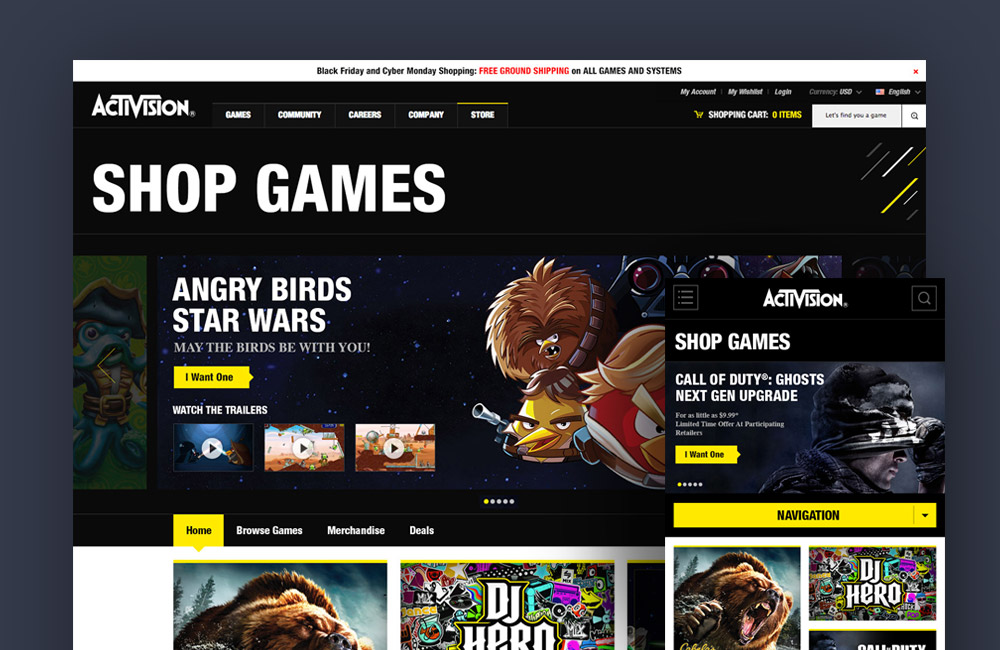 Black Friday and Cyber Monday Shopping: FREE GROUND SHIPPING on ALL GAMES AND SYSTEMS ×
My Account | My Wishlist | Login Currency: USD English
ACTIVISION®
GAMES COMMUNITY CAREERS COMPANY STORE
SHOPPING CART: 0 ITEMS
Let's find you a game
SHOP GAMES
ANGRY BIRDS
STAR WARS
MAY THE BIRDS BE WITH YOU!
I Want One
WATCH THE TRAILERS
Home Browse Games Merchandise Deals
DJ
HERO
ACTIVISION®
SHOP GAMES
CALL OF DUTY®: GHOSTS
NEXT GEN UPGRADE
For as little as $9.99*
Limited Time Offer At Participating
Retailers
I Want One
NAVIGATION
Cabela's
DJ
HERO
CALL OF DUTY